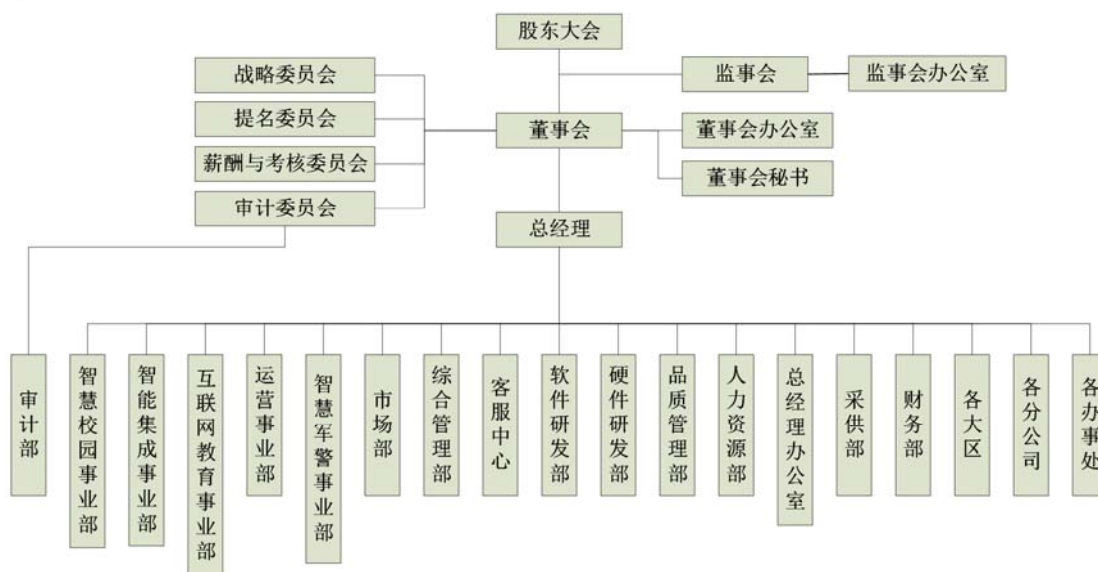 股东大会
战略委员会
监事会
监事会办公室
提名委员会
董事会
董事会办公室
薪酬与考核委员会
董事会秘书
审计委员会
总经理
审计部
智慧校园事业部
智能集成事业部
互联网教育事业部
运营事业部
智慧军警事业部
市场部
综合管理部
客服中心
软件研发部
硬件研发部
品质管理部
人力资源部
总经理办公室
采供部
财务部
各大区
各分公司
各办事处